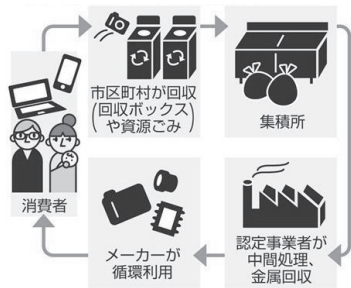 市区町村が回収
(回収ボックス
や資源ごみ)
集積所
消費者
メーカーが
循環利用
認定事業者が
中間処理、
金属回収